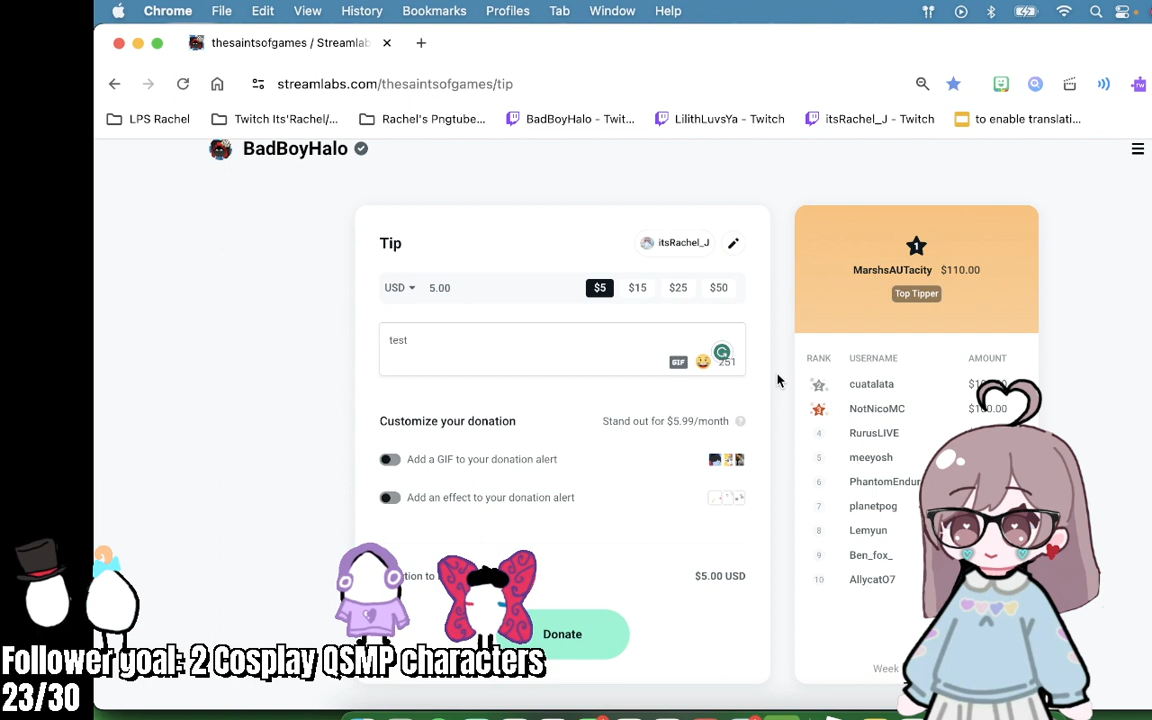 Chrome File Edit View History Bookmarks Profiles Tab Window Help
thesaintsofgames / Streamlab
streamlabs.com/thesaintsofgames/tip
LPS Rachel Twitch Its'Rachel/... Rachel's Pngtube... BadBoyHalo - Twit... LilithLuvsYa - Twitch itsRachel_J - Twitch to enable translati...
BadBoyHalo
Tip
itsRachel_J
USD 5.00 $5 $15 $25 $50
test
GIF 251
Customize your donation Stand out for $5.99/month ?
Add a GIF to your donation alert
Add an effect to your donation alert
$5.00 USD
Donate
1
MarshsAUTacity $110.00
Top Tipper
RANK USERNAME AMOUNT
2 cuatalata
3 NotNicoMC
4 RurusLIVE
5 meeyosh
6 PhantomEndur
7 planetpog
8 Lemyun
9 Ben_fox_
10 AllycatO7
Week
Follower goal: 2 Cosplay QSMP characters
23/30